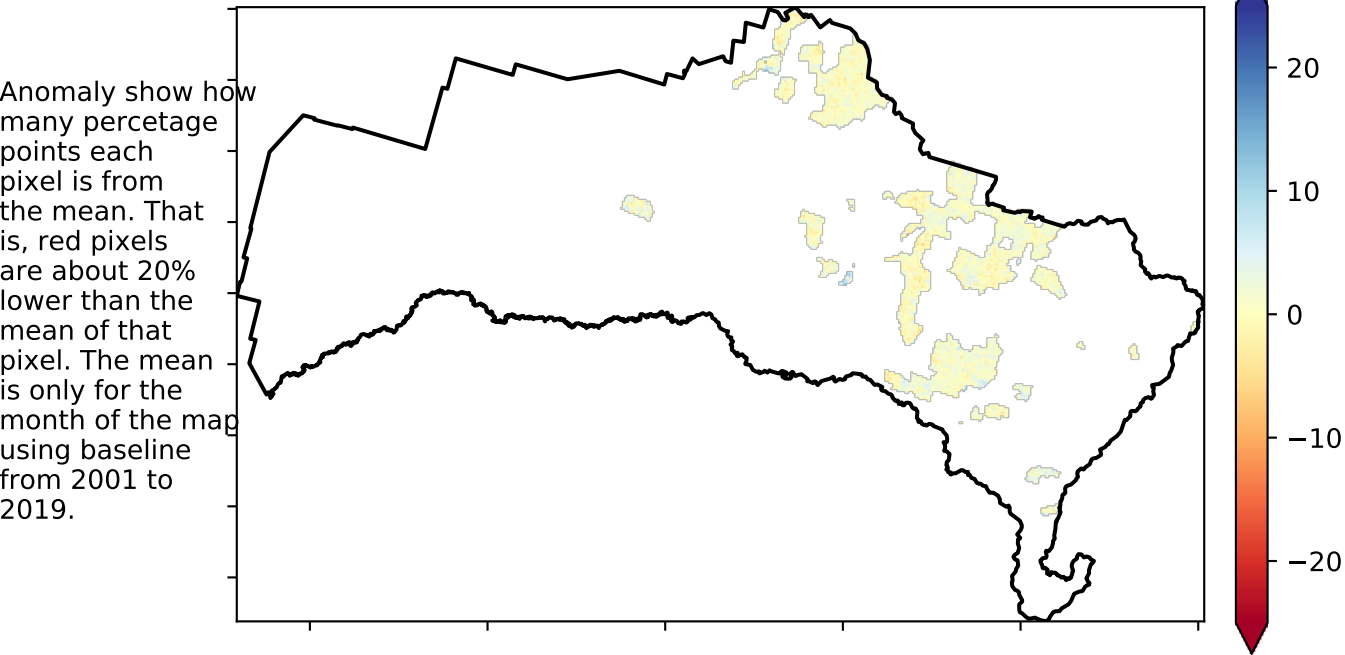 Anomaly show how
many percetage
points each
pixel is from
the mean. That
is, red pixels
are about 20%
lower than the
mean of that
pixel. The mean
is only for the
month of the map
using baseline
from 2001 to
2019.
20
10
0
−10
−20